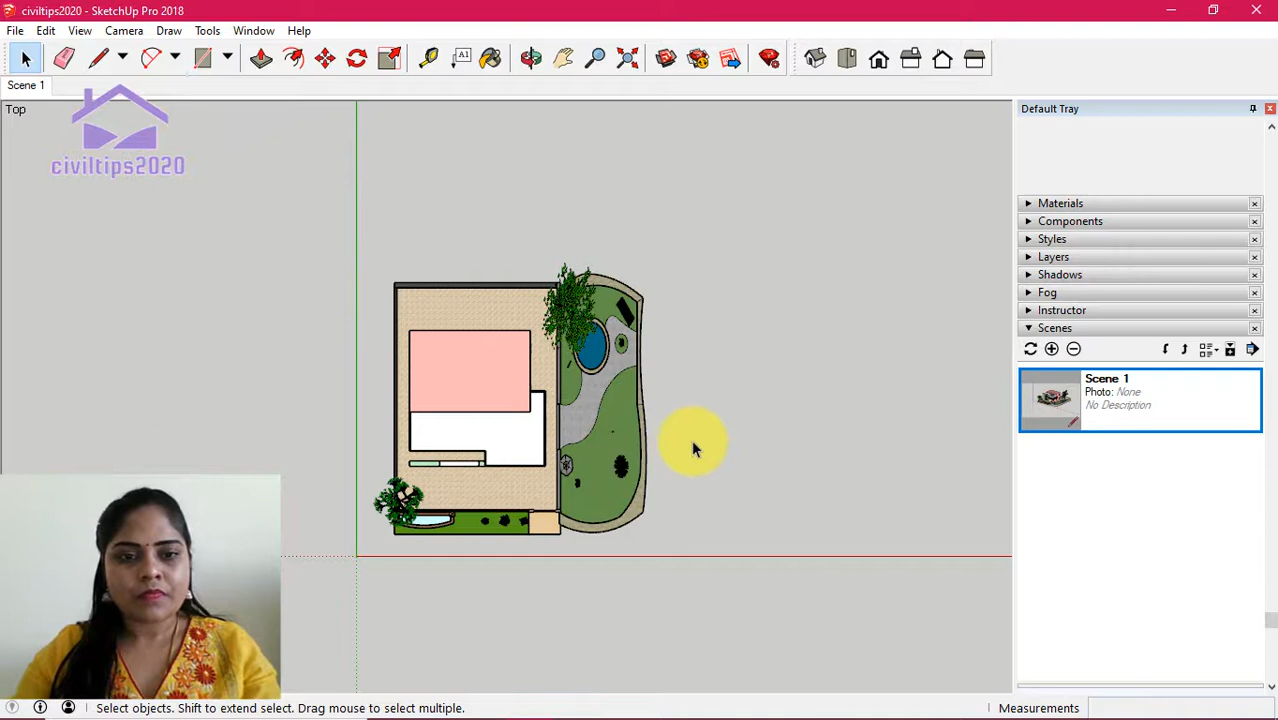 civiltips2020 - SketchUp Pro 2018
File Edit View Camera Draw Tools Window Help
A1
Scene 1
Top
civiltips2020
Default Tray
Materials
Components
Styles
Layers
Shadows
Fog
Instructor
Scenes
Scene 1
Photo: None
No Description
Select objects. Shift to extend select. Drag mouse to select multiple.
Measurements